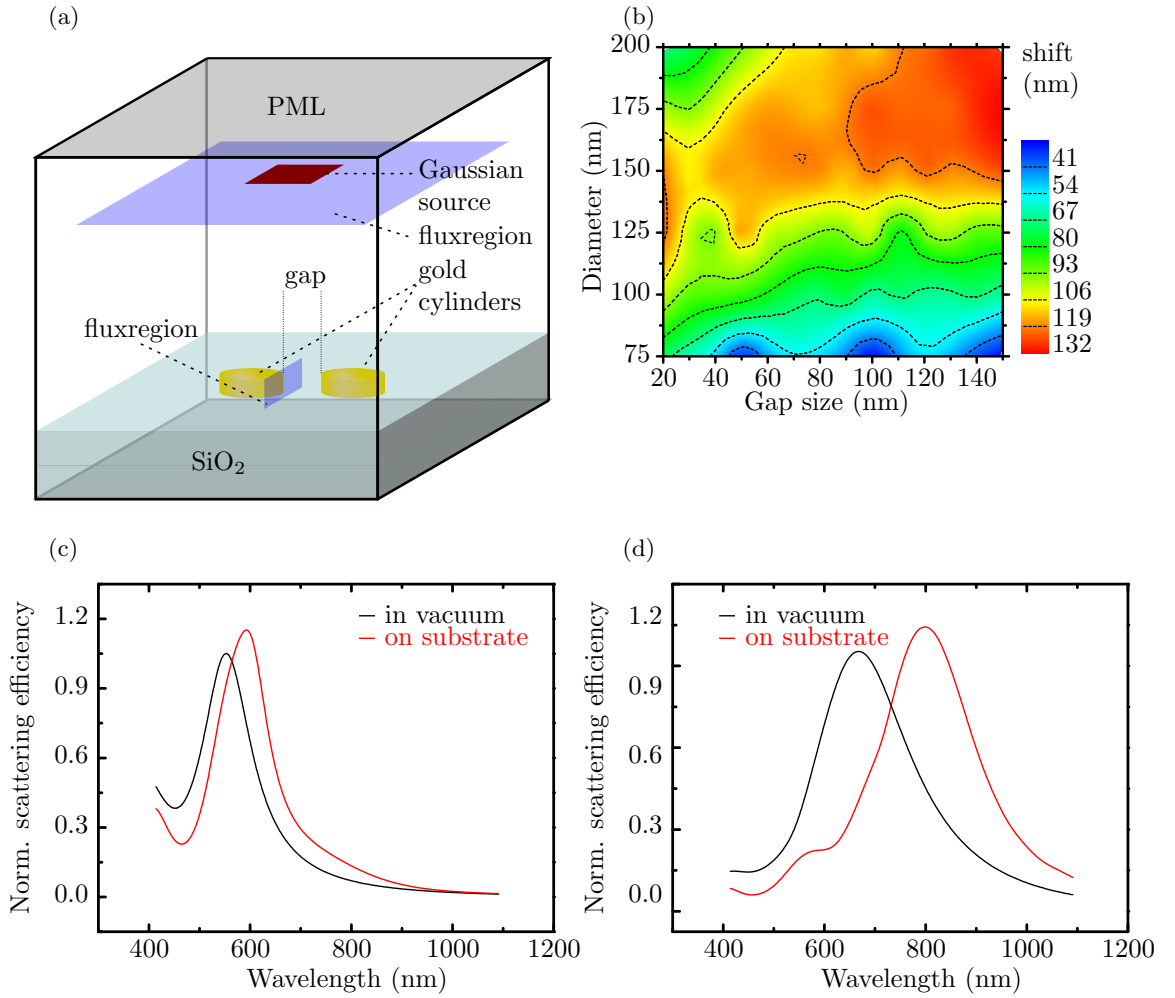 (a)
PML
Gaussian
source
fluxregion
gap
gold
cylinders
fluxregion
SiO₂
(b)
200
175
150
125
100
75
20
40
60
80
100
120
140
Diameter (nm)
Gap size (nm)
shift
(nm)
41
54
67
80
93
106
119
132
(c)
1.2
0.9
0.6
0.3
0.0
400
600
800
1000
1200
Norm. scattering efficiency
Wavelength (nm)
in vacuum
on substrate
(d)
1.2
0.9
0.6
0.3
0.0
400
600
800
1000
1200
Norm. scattering efficiency
Wavelength (nm)
in vacuum
on substrate